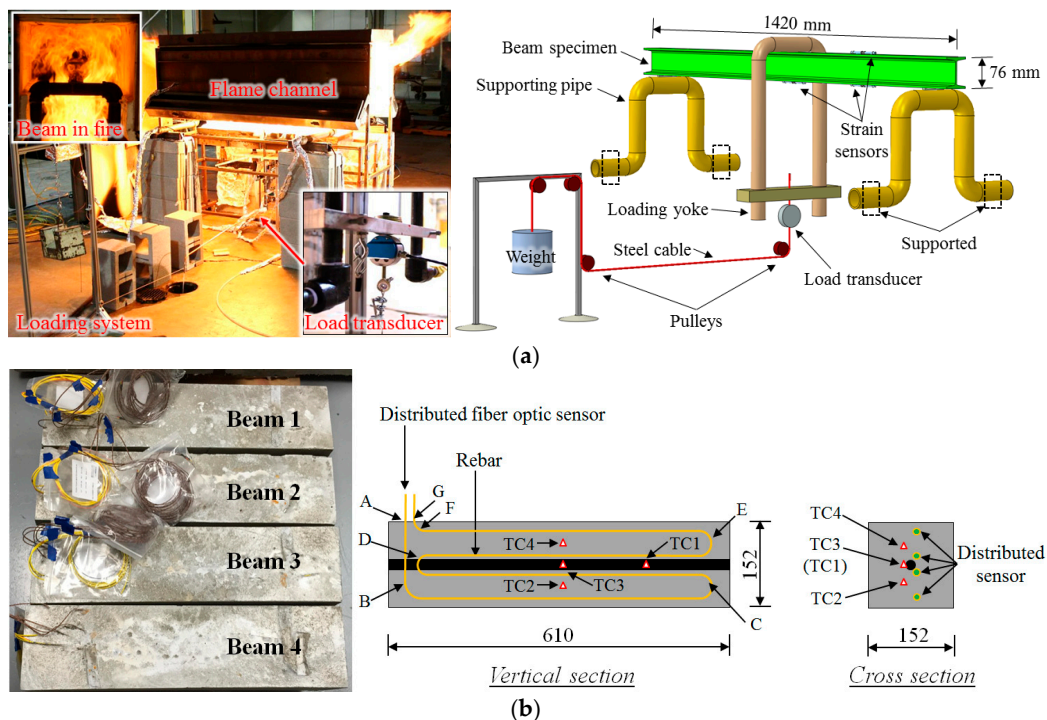 Flame channel
Beam in fire
Loading system
Load transducer
1420 mm
Beam specimen
Supporting pipe
76 mm
Strain
sensors
Loading yoke
Supported
Weight
Steel cable
Load transducer
Pulleys
(a)
Beam 1
Beam 2
Beam 3
Beam 4
Distributed fiber optic sensor
Rebar
A
G
F
E
D
TC4
TC1
TC2
TC3
B
C
152
610
Vertical section
TC4
TC3
(TC1)
TC2
Distributed
sensor
152
Cross section
(b)